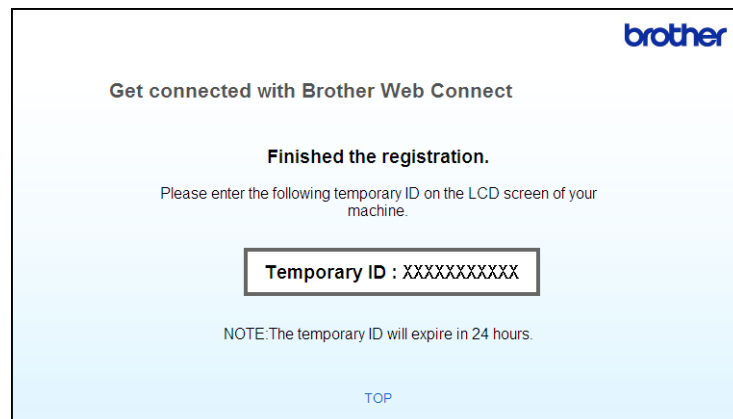 brother
Get connected with Brother Web Connect
Finished the registration.
Please enter the following temporary ID on the LCD screen of your
machine.
Temporary ID : XXXXXXXXXXX
NOTE:The temporary ID will expire in 24 hours.
TOP